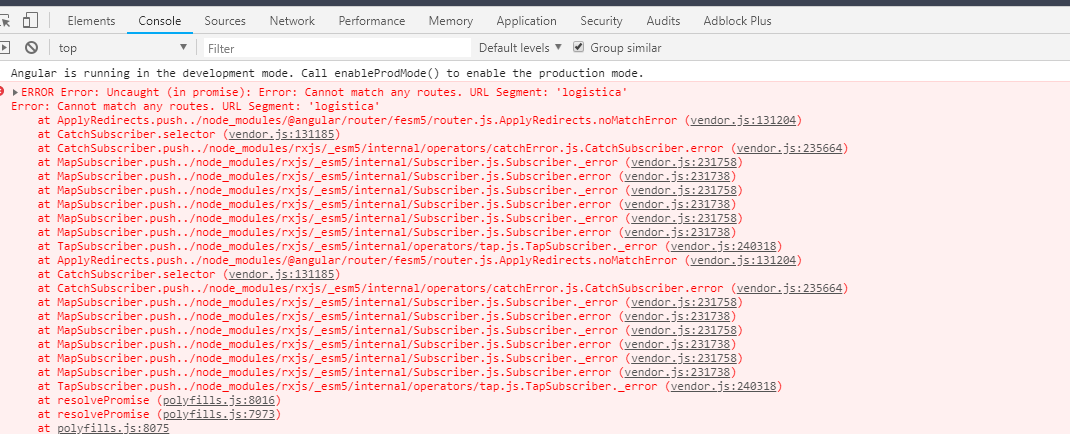 Elements Console Sources Network Performance Memory Application Security Audits Adblock Plus
top Filter Default levels Group similar
Angular is running in the development mode. Call enableProdMode() to enable the production mode.
ERROR Error: Uncaught (in promise): Error: Cannot match any routes. URL Segment: 'logistica'
Error: Cannot match any routes. URL Segment: 'logistica'
at ApplyRedirects.push../node_modules/@angular/router/fesm5/router.js.ApplyRedirects.noMatchError (vendor.js:131204)
at CatchSubscriber.selector (vendor.js:131185)
at CatchSubscriber.push../node_modules/rxjs/_esm5/internal/operators/catchError.js.CatchSubscriber.error (vendor.js:235664)
at MapSubscriber.push../node_modules/rxjs/_esm5/internal/Subscriber.js.Subscriber._error (vendor.js:231758)
at MapSubscriber.push../node_modules/rxjs/_esm5/internal/Subscriber.js.Subscriber.error (vendor.js:231738)
at MapSubscriber.push../node_modules/rxjs/_esm5/internal/Subscriber.js.Subscriber._error (vendor.js:231758)
at MapSubscriber.push../node_modules/rxjs/_esm5/internal/Subscriber.js.Subscriber.error (vendor.js:231738)
at MapSubscriber.push../node_modules/rxjs/_esm5/internal/Subscriber.js.Subscriber._error (vendor.js:231758)
at MapSubscriber.push../node_modules/rxjs/_esm5/internal/Subscriber.js.Subscriber.error (vendor.js:231738)
at TapSubscriber.push../node_modules/rxjs/_esm5/internal/operators/tap.js.TapSubscriber._error (vendor.js:240318)
at ApplyRedirects.push../node_modules/@angular/router/fesm5/router.js.ApplyRedirects.noMatchError (vendor.js:131204)
at CatchSubscriber.selector (vendor.js:131185)
at CatchSubscriber.push../node_modules/rxjs/_esm5/internal/operators/catchError.js.CatchSubscriber.error (vendor.js:235664)
at MapSubscriber.push../node_modules/rxjs/_esm5/internal/Subscriber.js.Subscriber._error (vendor.js:231758)
at MapSubscriber.push../node_modules/rxjs/_esm5/internal/Subscriber.js.Subscriber.error (vendor.js:231738)
at MapSubscriber.push../node_modules/rxjs/_esm5/internal/Subscriber.js.Subscriber._error (vendor.js:231758)
at MapSubscriber.push../node_modules/rxjs/_esm5/internal/Subscriber.js.Subscriber.error (vendor.js:231738)
at MapSubscriber.push../node_modules/rxjs/_esm5/internal/Subscriber.js.Subscriber._error (vendor.js:231758)
at MapSubscriber.push../node_modules/rxjs/_esm5/internal/Subscriber.js.Subscriber.error (vendor.js:231738)
at TapSubscriber.push../node_modules/rxjs/_esm5/internal/operators/tap.js.TapSubscriber._error (vendor.js:240318)
at resolvePromise (polyfills.js:8016)
at resolvePromise (polyfills.js:7973)
at polyfills.js:8075